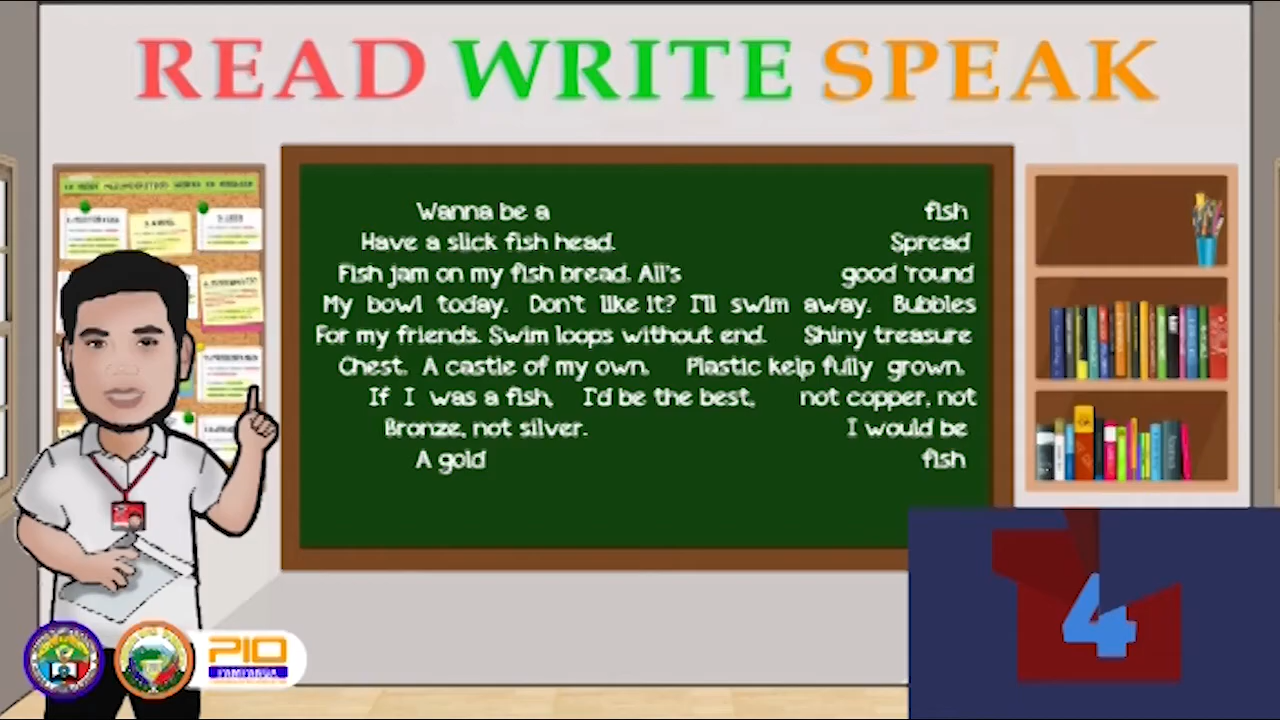 READ WRITE SPEAK
Wanna be a fish
Have a slick fish head. Spread
Fish jam on my fish bread. All's good 'round
My bowl today. Don't like it? I'll swim away. Bubbles
For my friends. Swim loops without end. Shiny treasure
Chest. A castle of my own. Plastic kelp fully grown.
If I was a fish, I'd be the best, not copper, not
Bronze, not silver. I would be
A gold fish
4
PIO
PAMPANGA